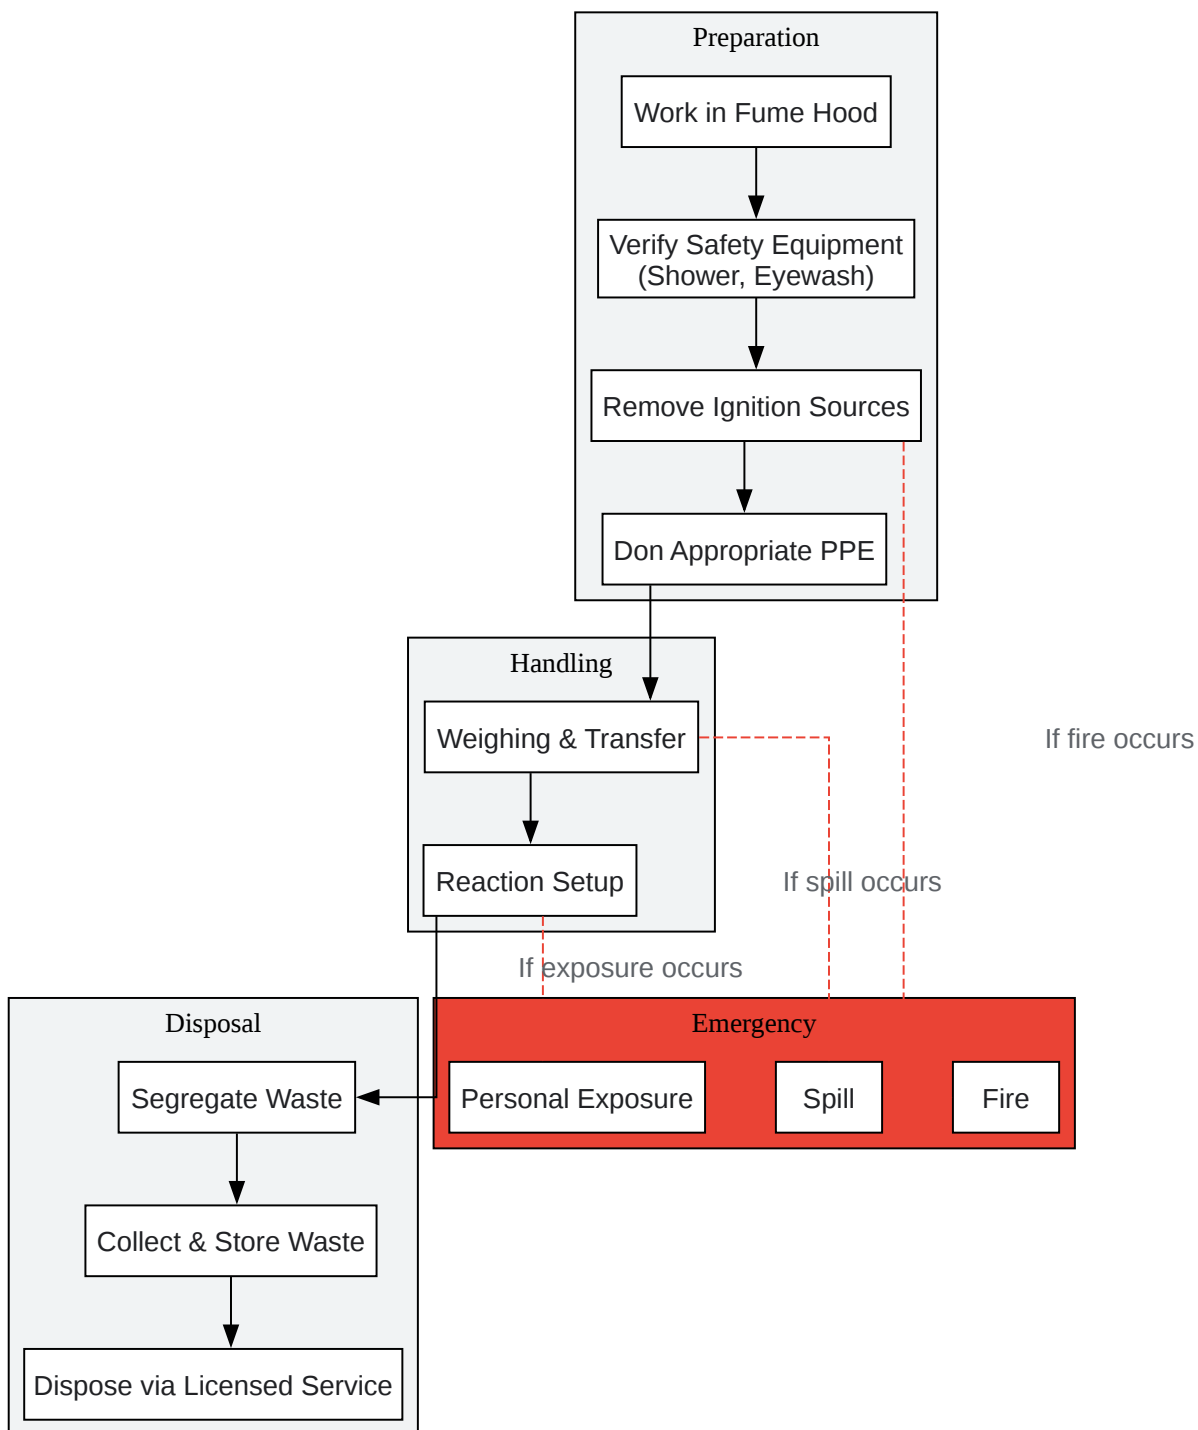 Preparation
Work in Fume Hood
Verify Safety Equipment
(Shower, Eyewash)
Remove Ignition Sources
Don Appropriate PPE
Handling
Weighing & Transfer
If fire occurs
Reaction Setup
If spill occurs
If exposure occurs
Disposal
Emergency
Segregate Waste
Personal Exposure
Spill
Fire
Collect & Store Waste
Dispose via Licensed Service